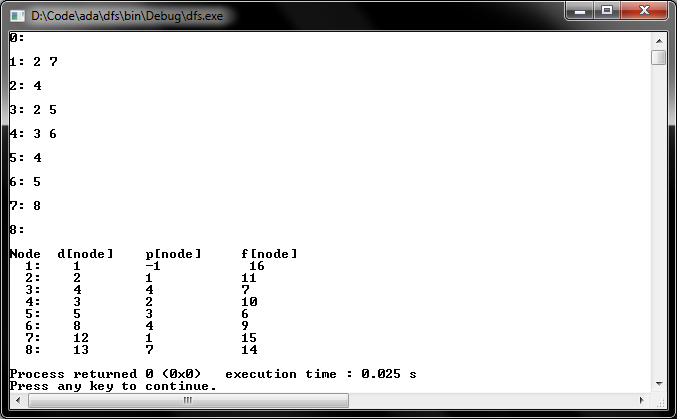 D:\Code\ada\dfs\bin\Debug\dfs.exe
0:
1: 2 7
2: 4
3: 2 5
4: 3 6
5: 4
6: 5
7: 8
8:
Node d[node] p[node] f[node]
1: 1 -1 16
2: 2 1 11
3: 4 4 7
4: 3 2 10
5: 5 3 6
6: 8 4 9
7: 12 1 15
8: 13 7 14
Process returned 0 (0x0) execution time : 0.025 s
Press any key to continue.